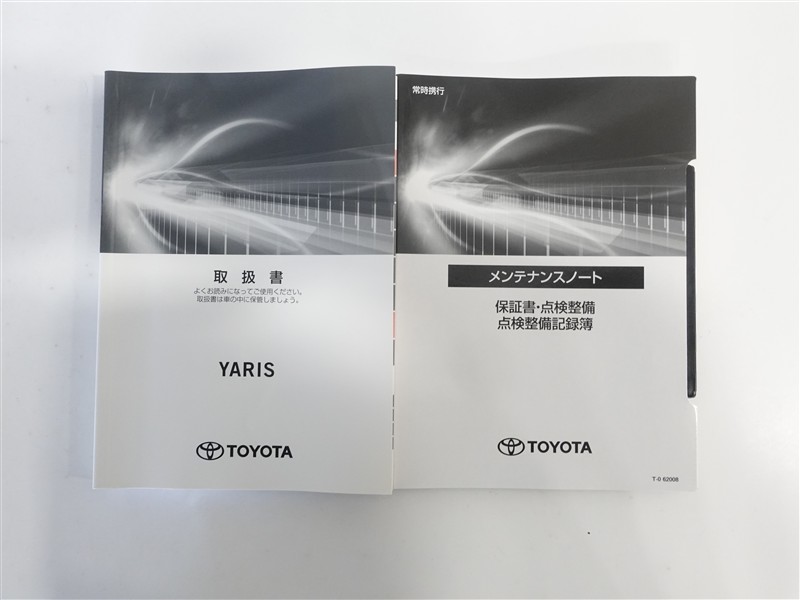 取扱書
よくお読みになってご使用ください。
取扱書は車の中に保管しましょう。
YARIS
TOYOTA
常時携行
メンテナンスノート
保証書・点検整備
点検整備記録簿
TOYOTA
T-0 62008